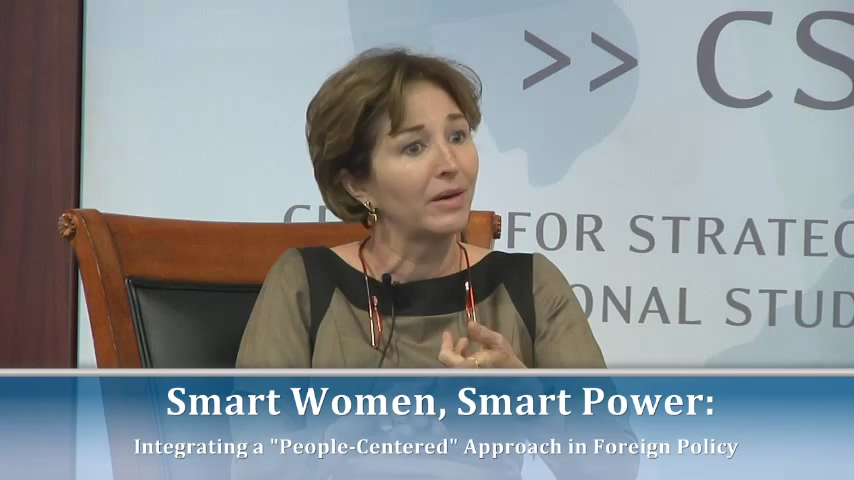 >> CS
FOR STRATEG
ONAL STUD
Smart Women, Smart Power:
Integrating a "People-Centered" Approach in Foreign Policy